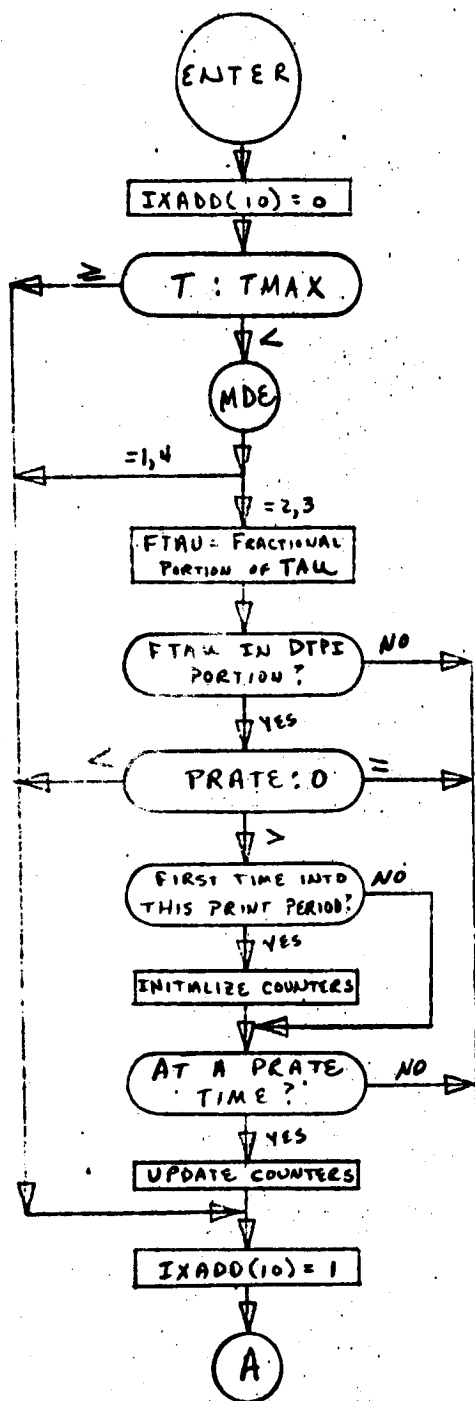 ENTER
IXADD(10) = 0
≥
T : TMAX
<
MDE
=1,4
=2,3
FTAU = FRACTIONAL
PORTION OF TAU
FTAU IN DTPI
PORTION?
NO
YES
<
PRATE : 0
=
>
FIRST TIME INTO
THIS PRINT PERIOD?
NO
YES
INITIALIZE COUNTERS
AT A PRATE
TIME?
NO
YES
UPDATE COUNTERS
IXADD(10) = 1
A